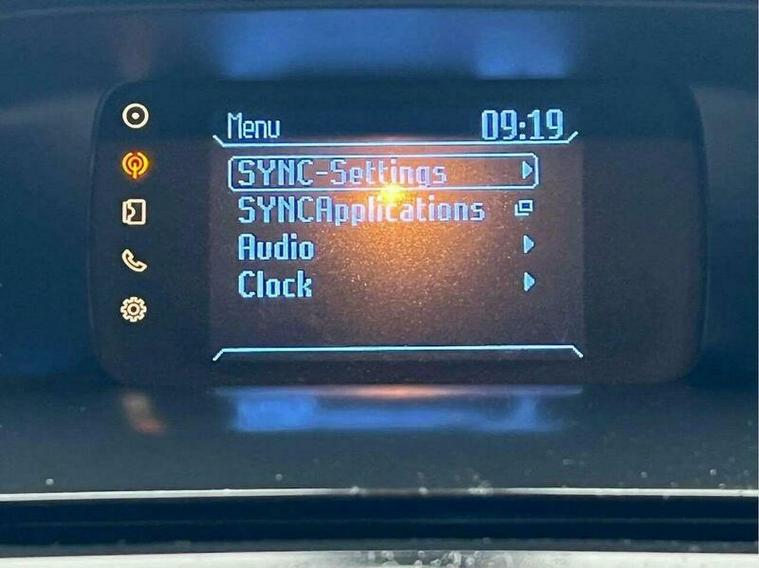 Menu 09:19
SYNC-Settings
SYNCApplications
Audio
Clock